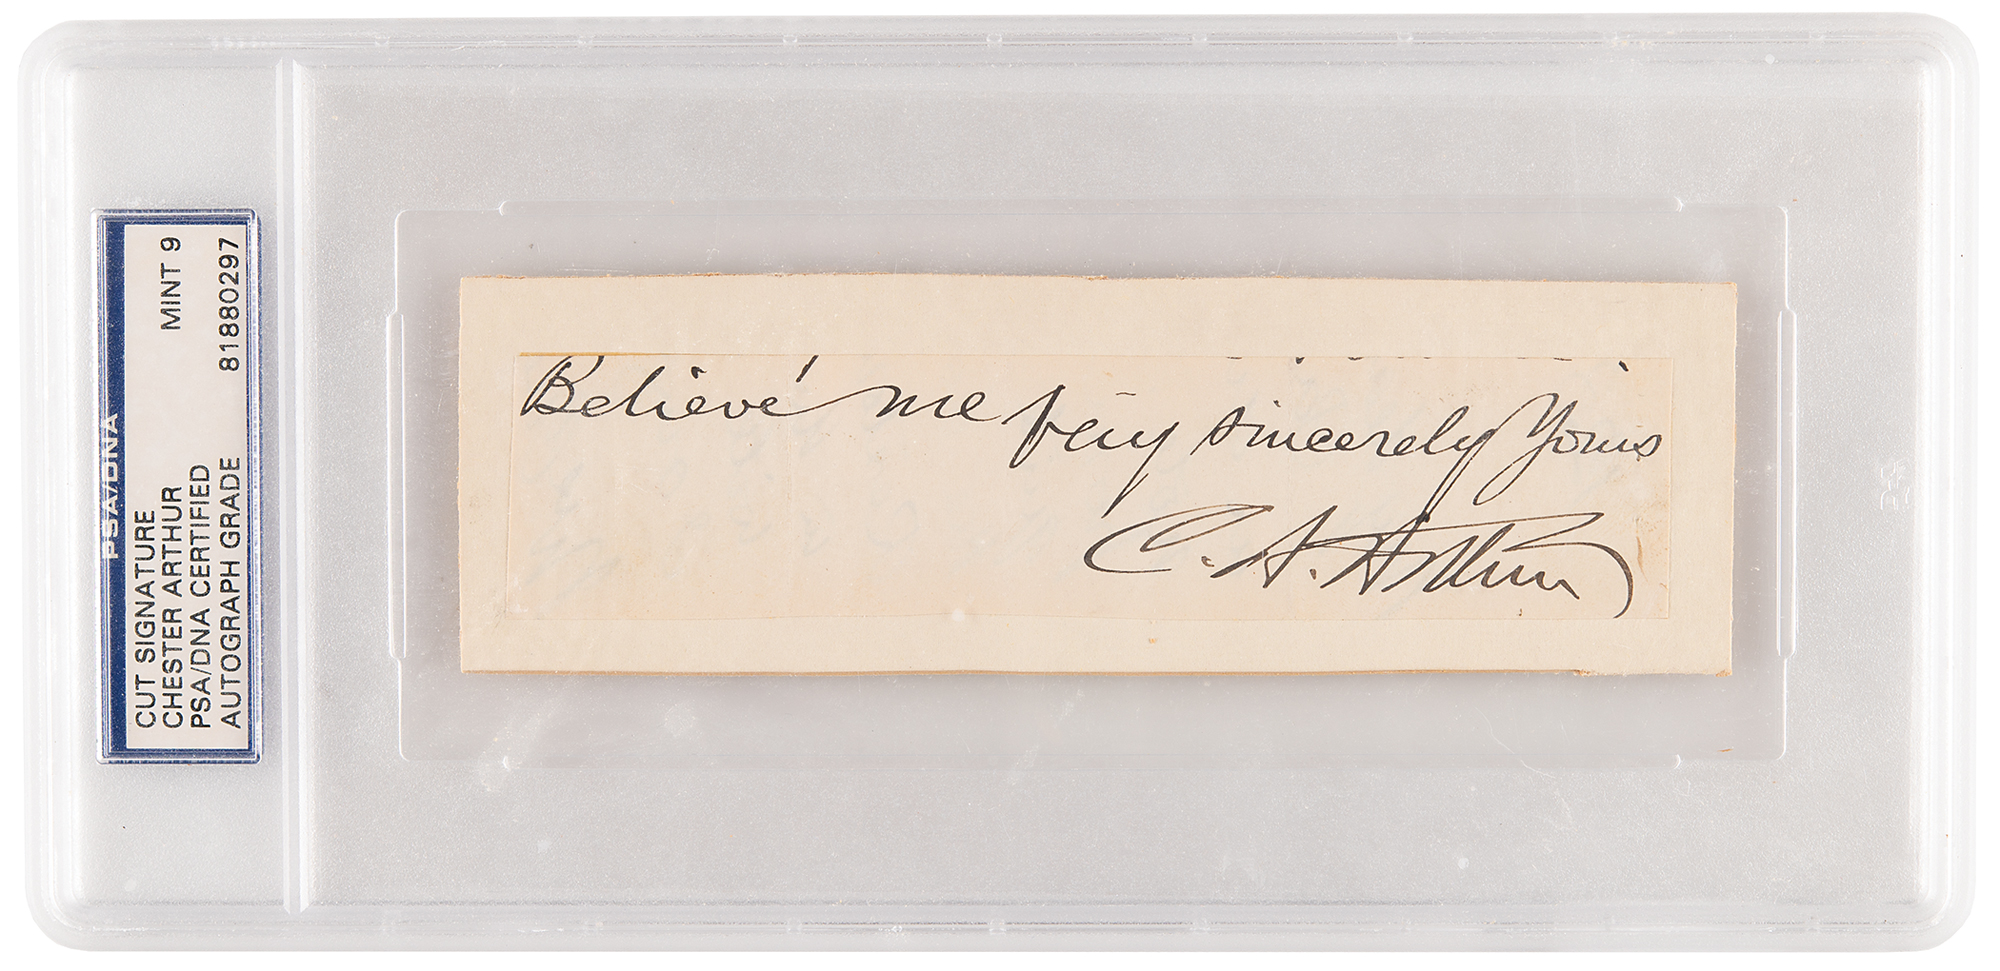 PSA/DNA
CUT SIGNATURE
CHESTER ARTHUR MINT 9
PSA/DNA CERTIFIED
AUTOGRAPH GRADE 81880297
Believe me
very sincerely Yours
C. A. Arthur